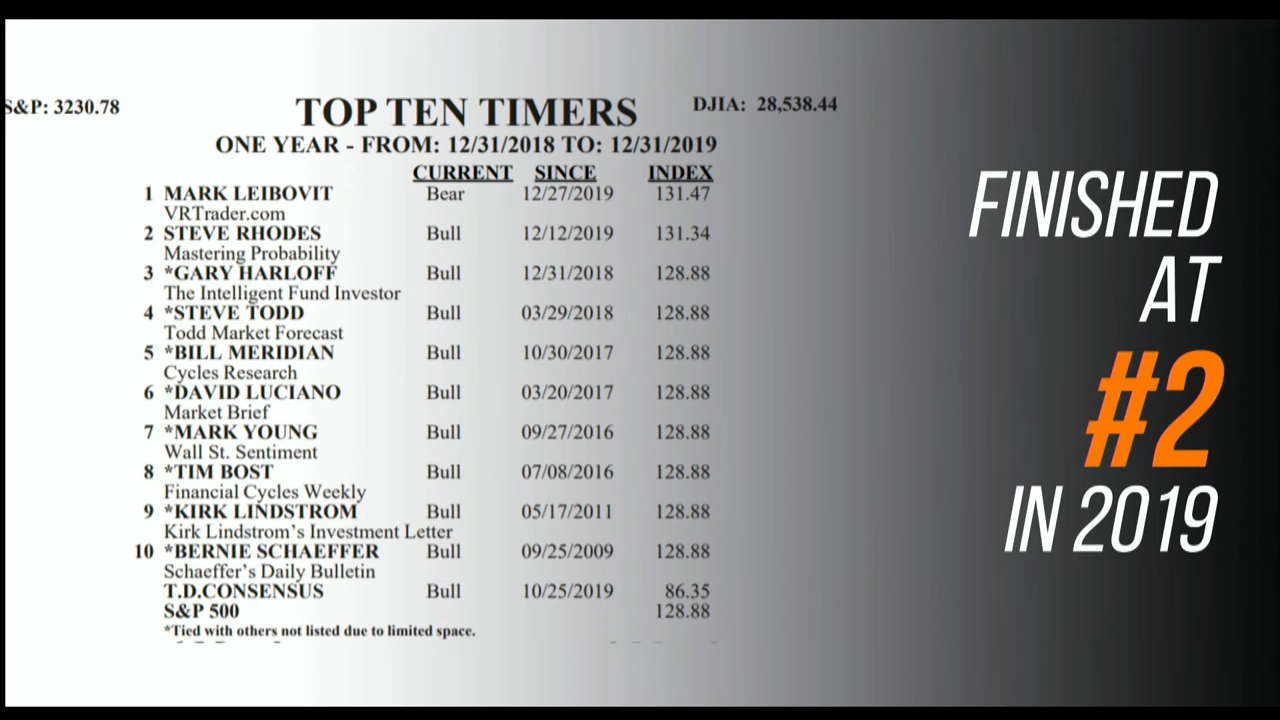 S&P: 3230.78
TOP TEN TIMERS
DJIA: 28,538.44
ONE YEAR - FROM: 12/31/2018 TO: 12/31/2019
CURRENT SINCE INDEX
1 MARK LEIBOVIT Bear 12/27/2019 131.47
VRTrader.com
2 STEVE RHODES Bull 12/12/2019 131.34
Mastering Probability
3 *GARY HARLOFF Bull 12/31/2018 128.88
The Intelligent Fund Investor
4 *STEVE TODD Bull 03/29/2018 128.88
Todd Market Forecast
5 *BILL MERIDIAN Bull 10/30/2017 128.88
Cycles Research
6 *DAVID LUCIANO Bull 03/20/2017 128.88
Market Brief
7 *MARK YOUNG Bull 09/27/2016 128.88
Wall St. Sentiment
8 *TIM BOST Bull 07/08/2016 128.88
Financial Cycles Weekly
9 *KIRK LINDSTROM Bull 05/17/2011 128.88
Kirk Lindstrom's Investment Letter
10 *BERNIE SCHAEFFER Bull 09/25/2009 128.88
Schaeffer's Daily Bulletin
T.D.CONSENSUS Bull 10/25/2019 86.35
S&P 500 128.88
*Tied with others not listed due to limited space.
FINISHED
AT
#2
IN 2019